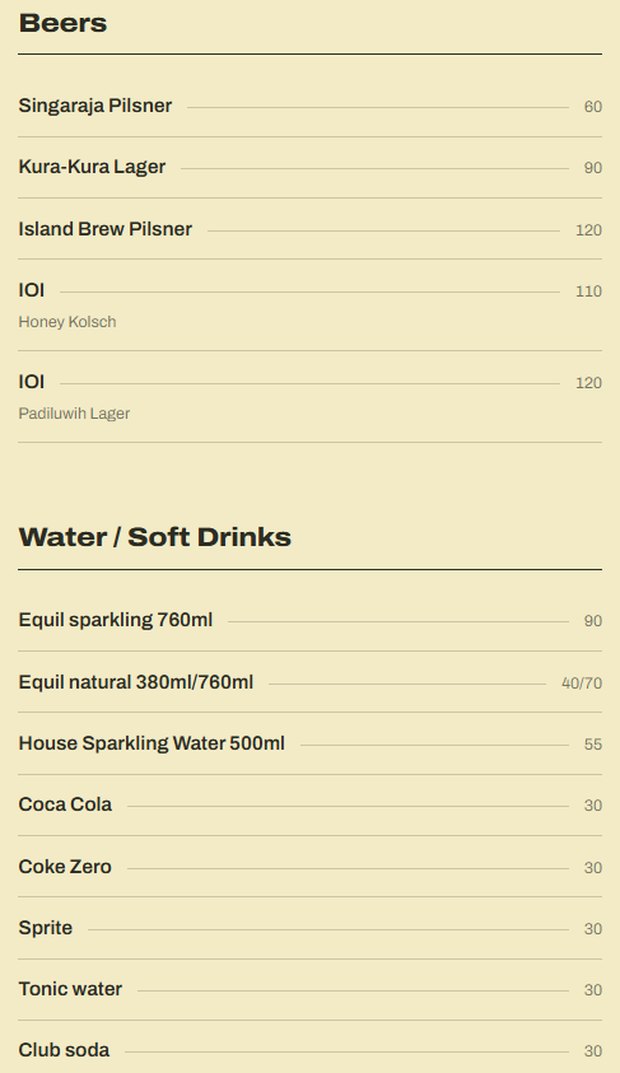 Beers
Singaraja Pilsner 60
Kura-Kura Lager 90
Island Brew Pilsner 120
IOI 110
Honey Kolsch
IOI 120
Padiluwih Lager
Water / Soft Drinks
Equil sparkling 760ml 90
Equil natural 380ml/760ml 40/70
House Sparkling Water 500ml 55
Coca Cola 30
Coke Zero 30
Sprite 30
Tonic water 30
Club soda 30